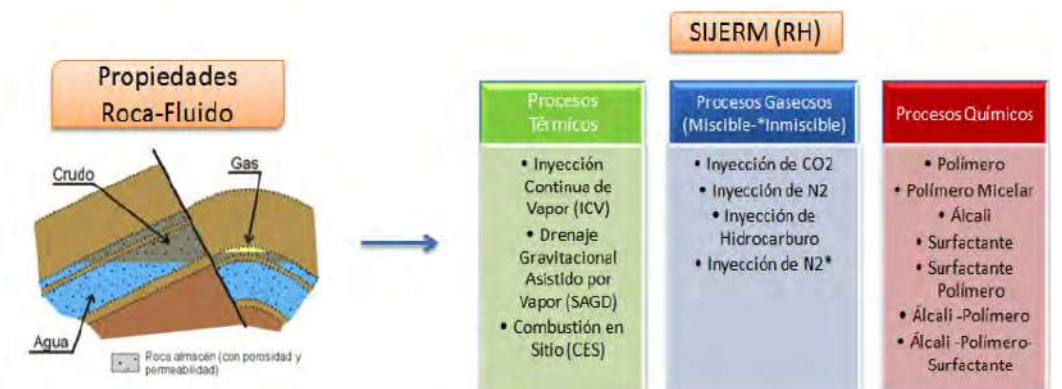 Propiedades
Roca-Fluido
Crudo
Gas
Agua
Roca almacén (con porosidad y
permeabilidad)
SIJERM (RH)
Procesos
Térmicos
• Inyección
Continua de
Vapor (ICV)
• Drenaje
Gravitacional
Asistido por
Vapor (SAGD)
• Combustión en
Sitio (CES)
Procesos Gaseosos
(Miscible-*Inmiscible)
• Inyección de CO2
• Inyección de N2
• Inyección de
Hidrocarburo
• Inyección de N2*
Procesos Químicos
• Polímero
• Polímero Micelar
• Álcali
• Surfactante
• Surfactante
Polímero
• Álcali -Polímero
• Álcali -Polímero-
Surfactante